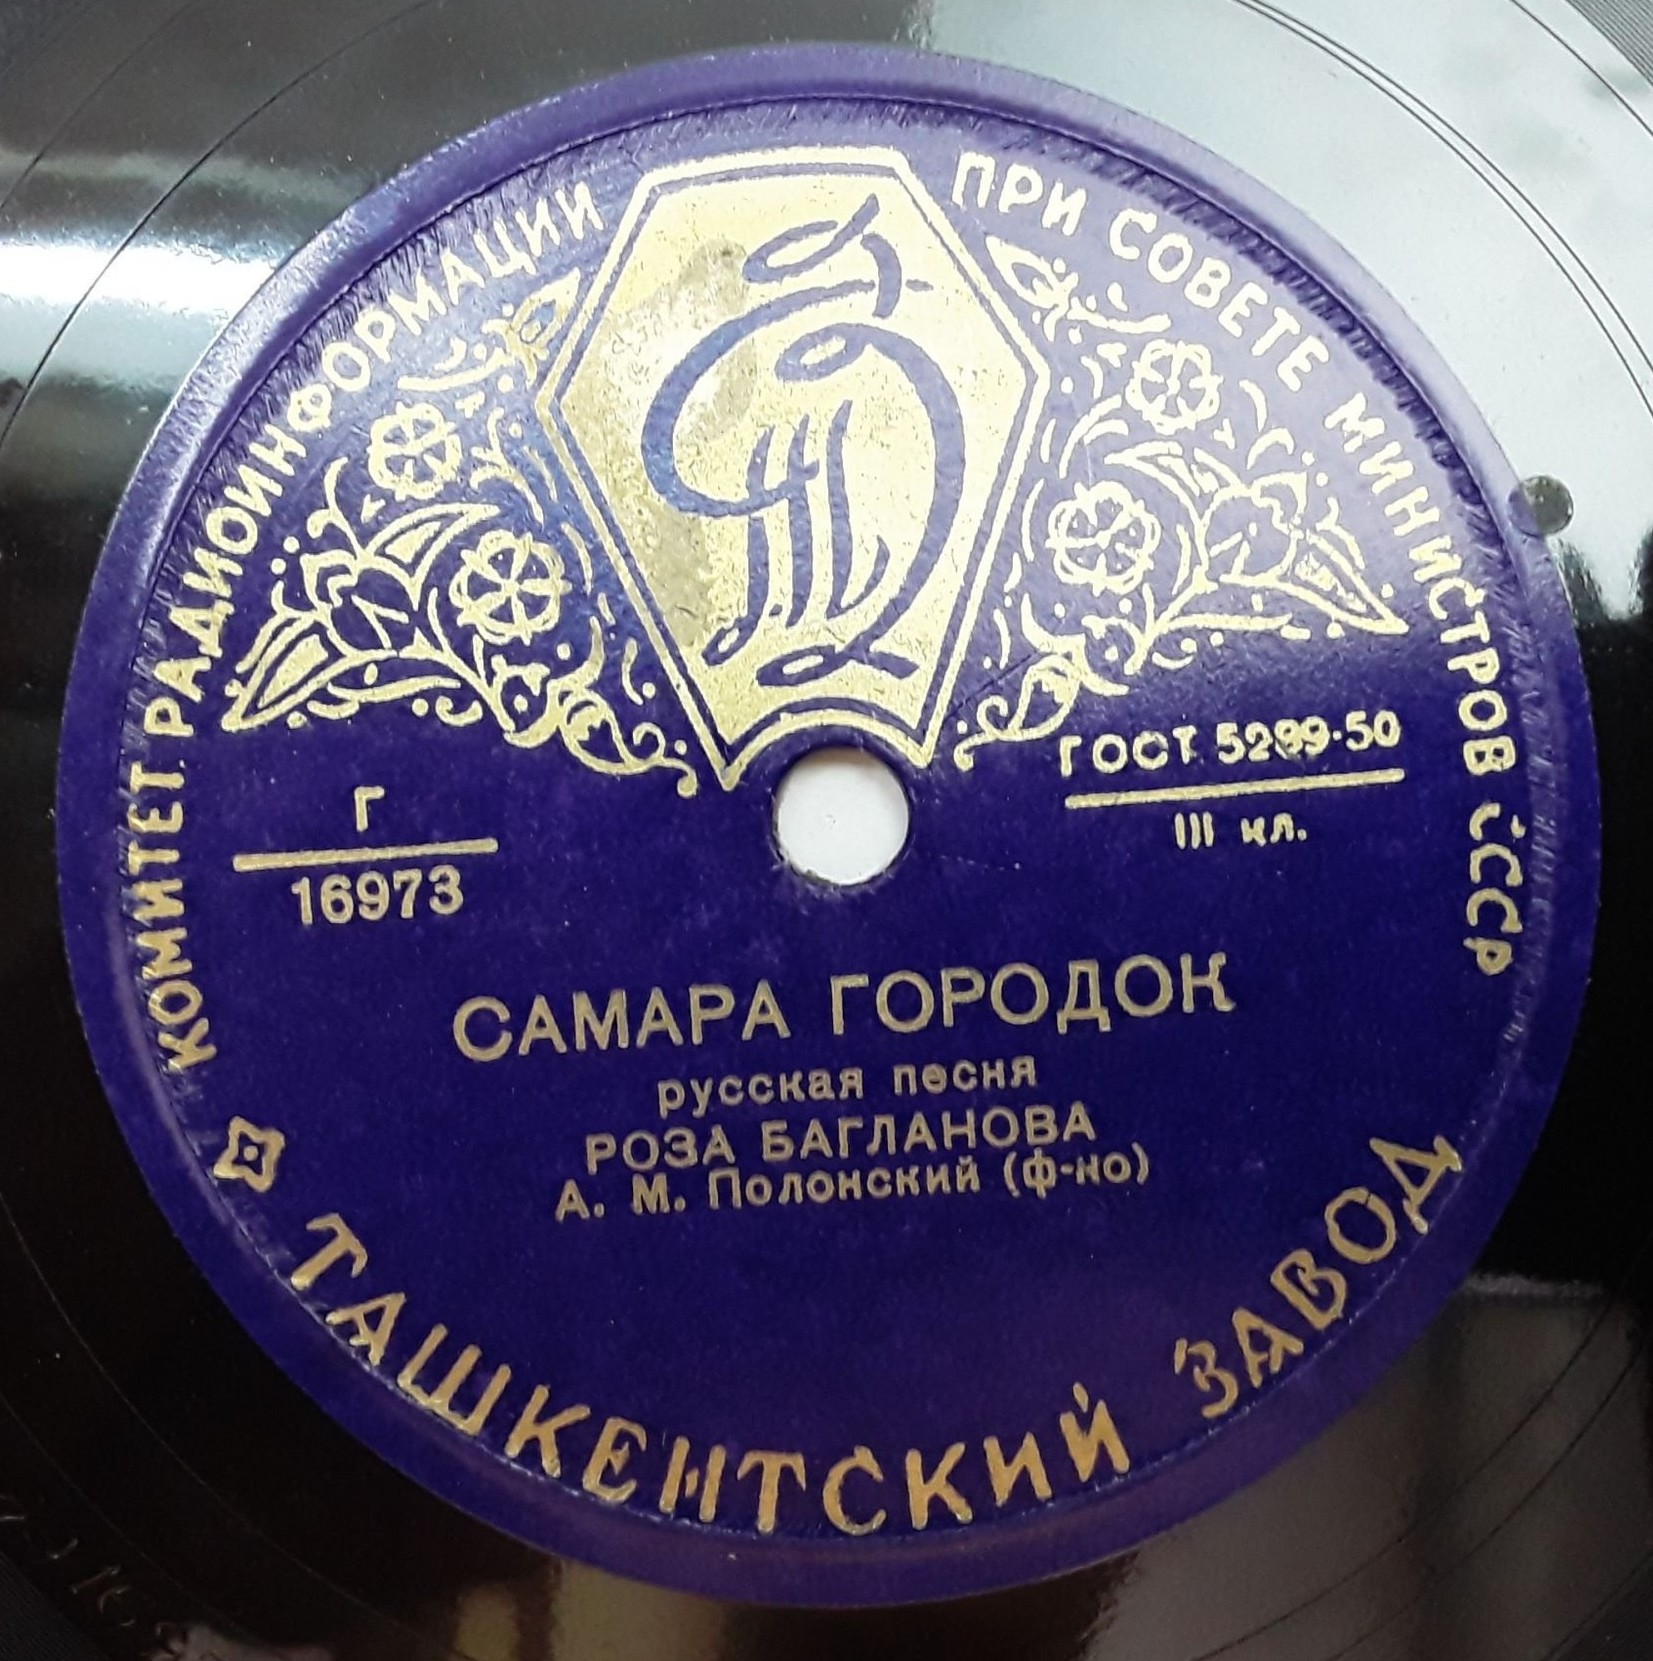 КОМИТЕТ РАДИОИНФОРМАЦИИ ПРИ СОВЕТЕ МИНИСТРОВ СССР
Г
16973
ГОСТ 5289-50
III кл.
САМАРА ГОРОДОК
русская песня
РОЗА БАГЛАНОВА
А. М. Полонский (ф-но)
ТАШКЕНТСКИЙ ЗАВОД